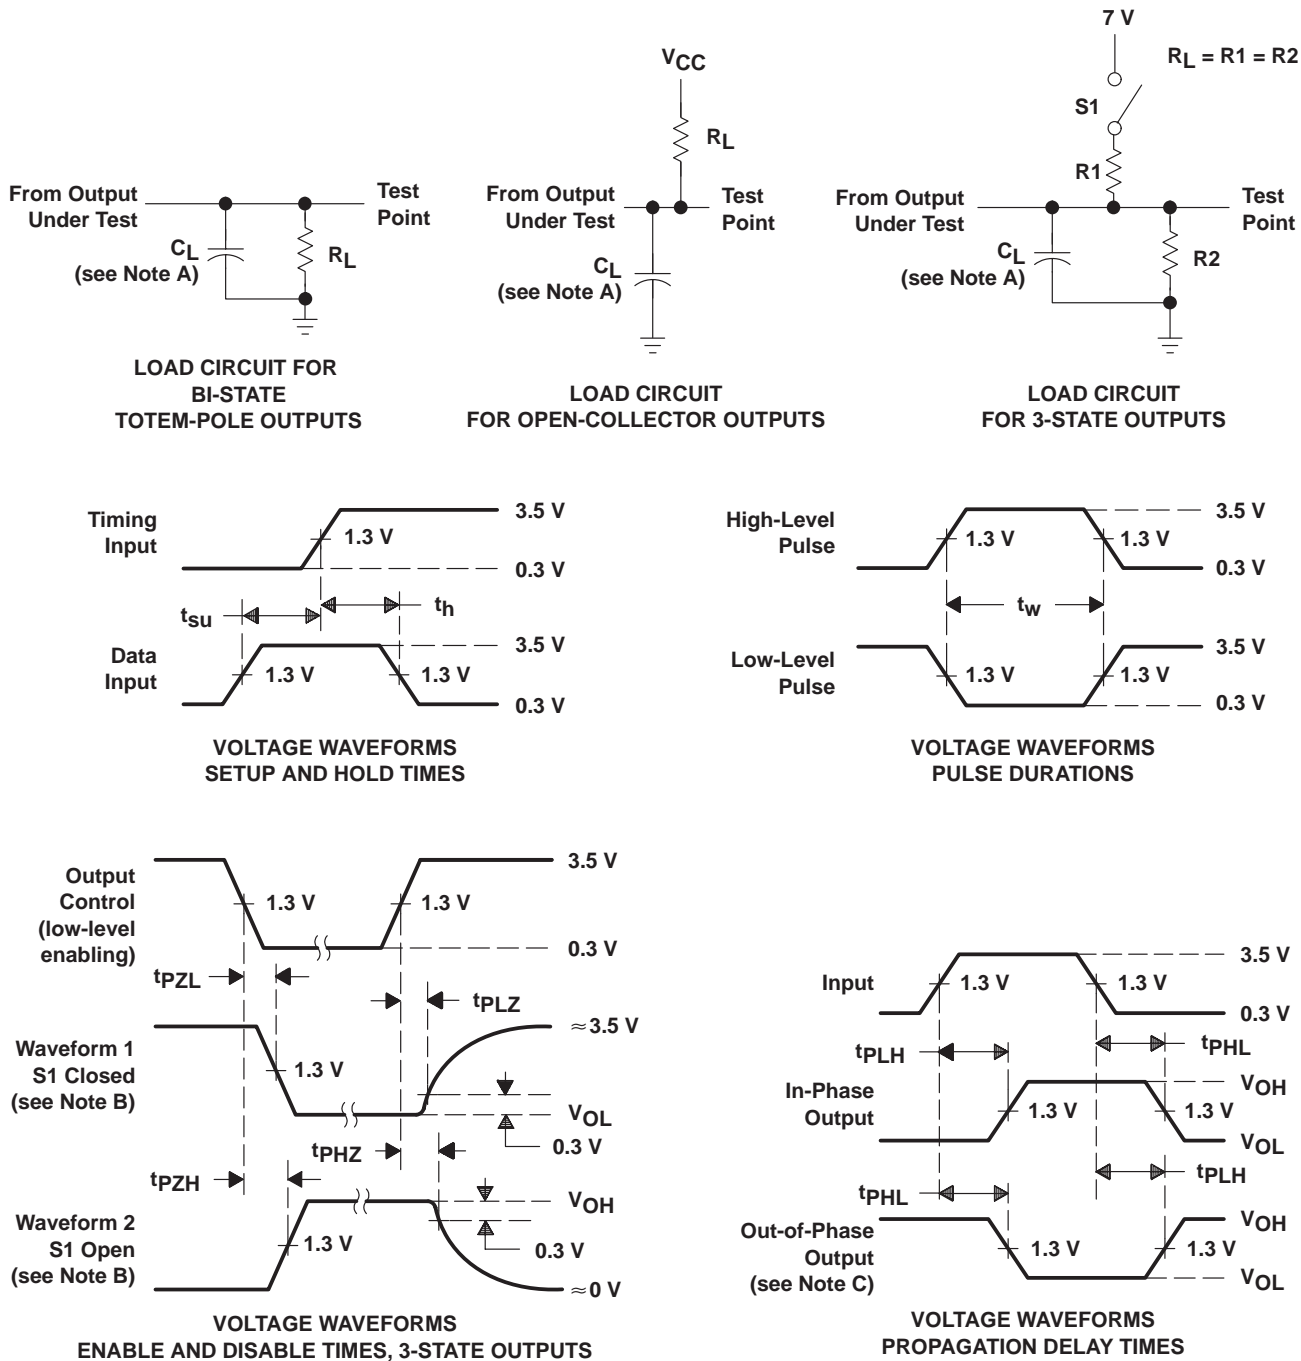 From Output
Under Test
Test
Point
CL
(see Note A)
RL
LOAD CIRCUIT FOR
BI-STATE
TOTEM-POLE OUTPUTS
VCC
RL
From Output
Under Test
Test
Point
CL
(see Note A)
LOAD CIRCUIT
FOR OPEN-COLLECTOR OUTPUTS
7 V
RL = R1 = R2
S1
R1
From Output
Under Test
Test
Point
CL
(see Note A)
R2
LOAD CIRCUIT
FOR 3-STATE OUTPUTS
Timing
Input
3.5 V
1.3 V
0.3 V
tsu
th
Data
Input
3.5 V
1.3 V
1.3 V
0.3 V
VOLTAGE WAVEFORMS
SETUP AND HOLD TIMES
High-Level
Pulse
3.5 V
1.3 V
1.3 V
0.3 V
tw
Low-Level
Pulse
3.5 V
1.3 V
1.3 V
0.3 V
VOLTAGE WAVEFORMS
PULSE DURATIONS
Output
Control
(low-level
enabling)
3.5 V
1.3 V
1.3 V
0.3 V
tPZL
tPLZ
Waveform 1
S1 Closed
(see Note B)
≈3.5 V
1.3 V
VOL
0.3 V
tPHZ
tPZH
Waveform 2
S1 Open
(see Note B)
VOH
0.3 V
1.3 V
≈0 V
VOLTAGE WAVEFORMS
ENABLE AND DISABLE TIMES, 3-STATE OUTPUTS
Input
3.5 V
1.3 V
1.3 V
0.3 V
tPLH
tPHL
In-Phase
Output
VOH
1.3 V
1.3 V
VOL
tPHL
tPLH
Out-of-Phase
Output
(see Note C)
VOH
1.3 V
1.3 V
VOL
VOLTAGE WAVEFORMS
PROPAGATION DELAY TIMES